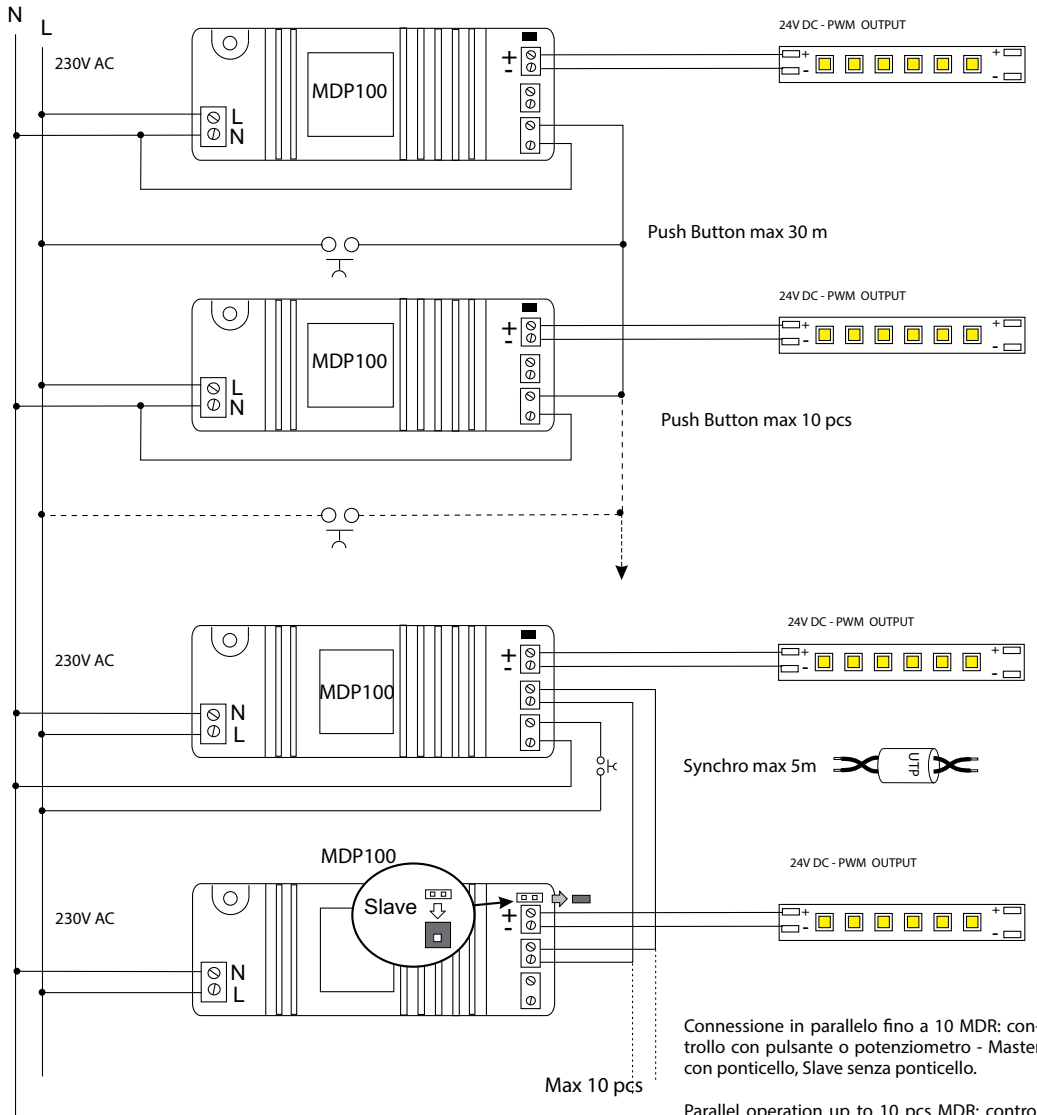 N
L
230V AC
24V DC - PWM OUTPUT
MDP100
+
-
L
N
+ +
- -
Push Button max 30 m
24V DC - PWM OUTPUT
MDP100
+
-
L
N
+ +
- -
Push Button max 10 pcs
24V DC - PWM OUTPUT
230V AC
MDP100
+
-
N
L
+ +
- -
Synchro max 5m
UTP
MDP100
24V DC - PWM OUTPUT
230V AC
Slave
+
-
N
L
+ +
- -
Connessione in parallelo fino a 10 MDR: con-
trollo con pulsante o potenziometro - Master
con ponticello, Slave senza ponticello.
Max 10 pcs
Parallel operation up to 10 pcs MDR: contro